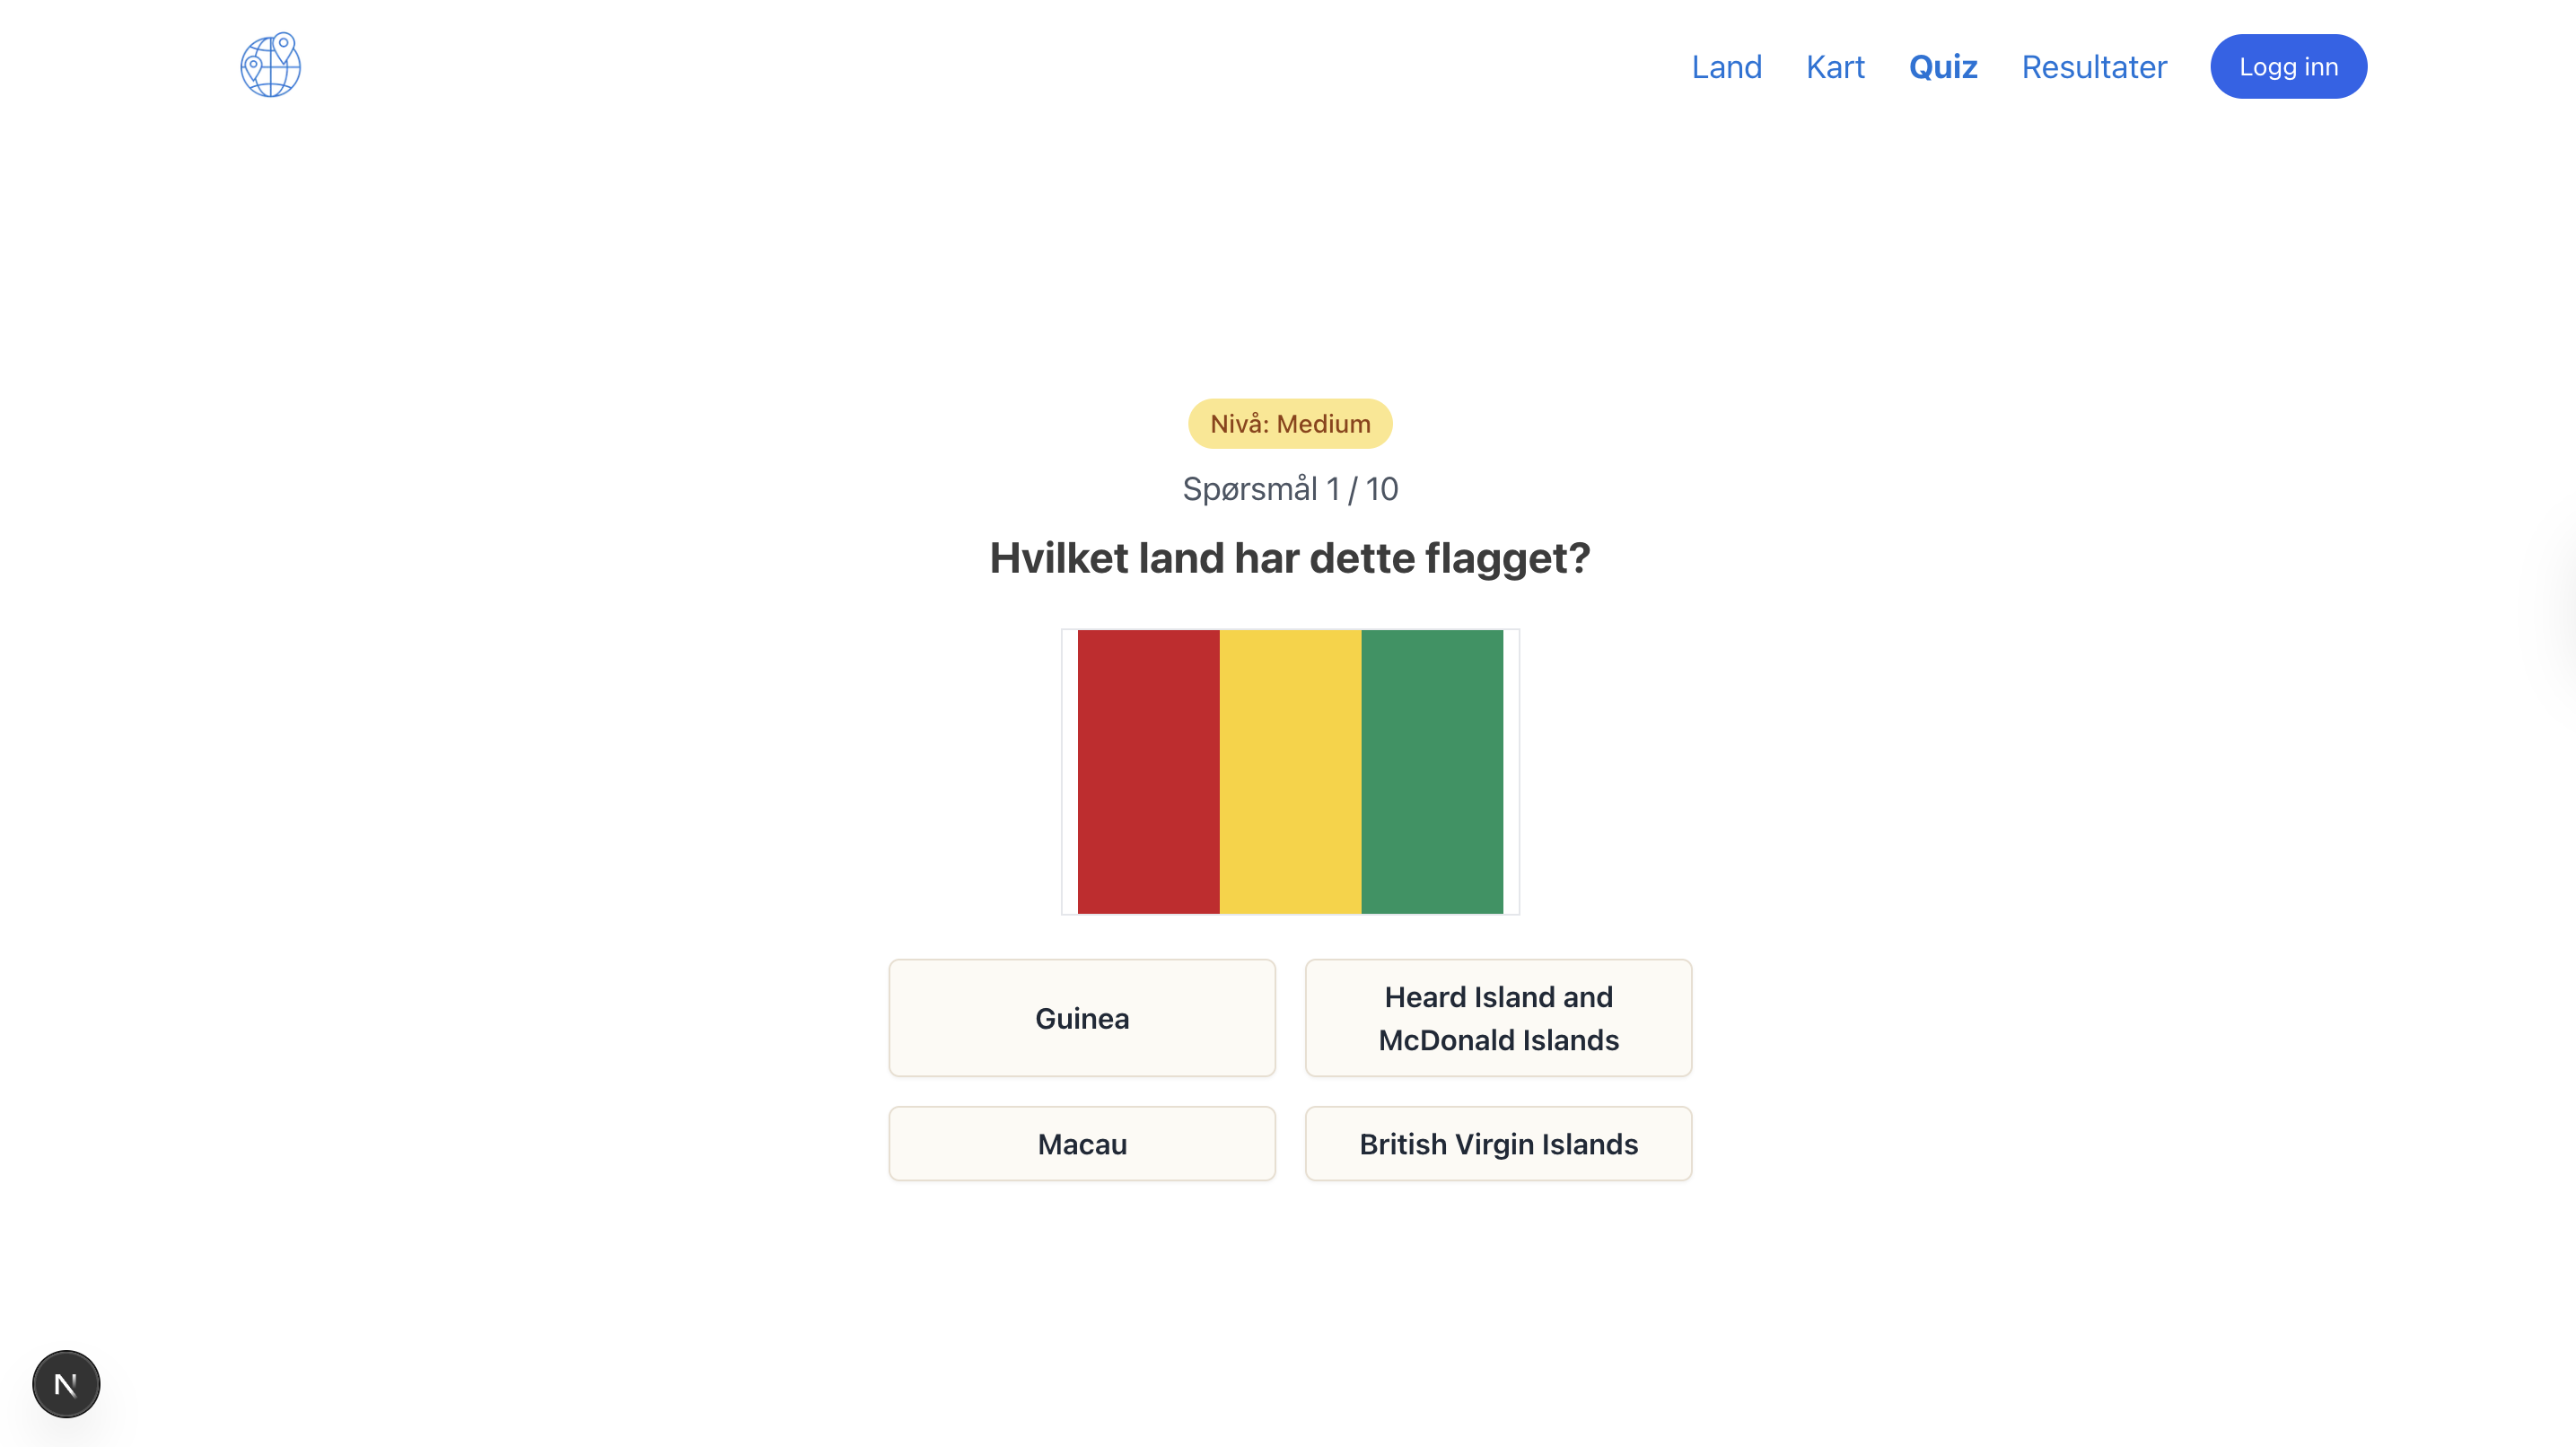 Land Kart Quiz Resultater Logg inn
Nivå: Medium
Spørsmål 1 / 10
Hvilket land har dette flagget?
Guinea
Heard Island and
McDonald Islands
Macau
British Virgin Islands
N